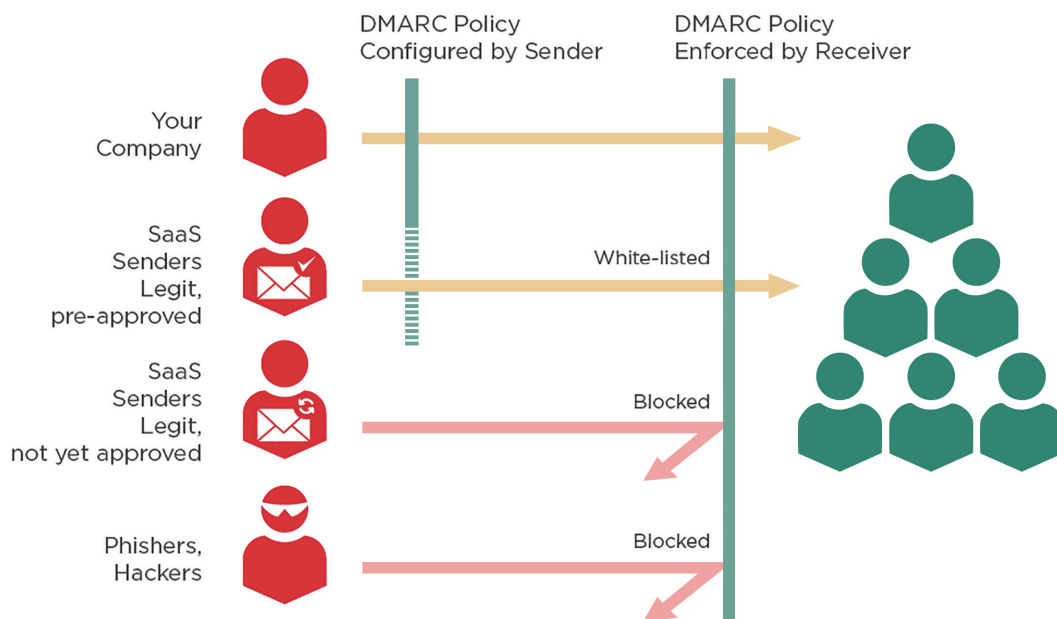 DMARC Policy
Configured by Sender
DMARC Policy
Enforced by Receiver
Your
Company
SaaS
Senders
Legit,
pre-approved
White-listed
SaaS
Senders
Legit,
not yet approved
Blocked
Phishers,
Hackers
Blocked